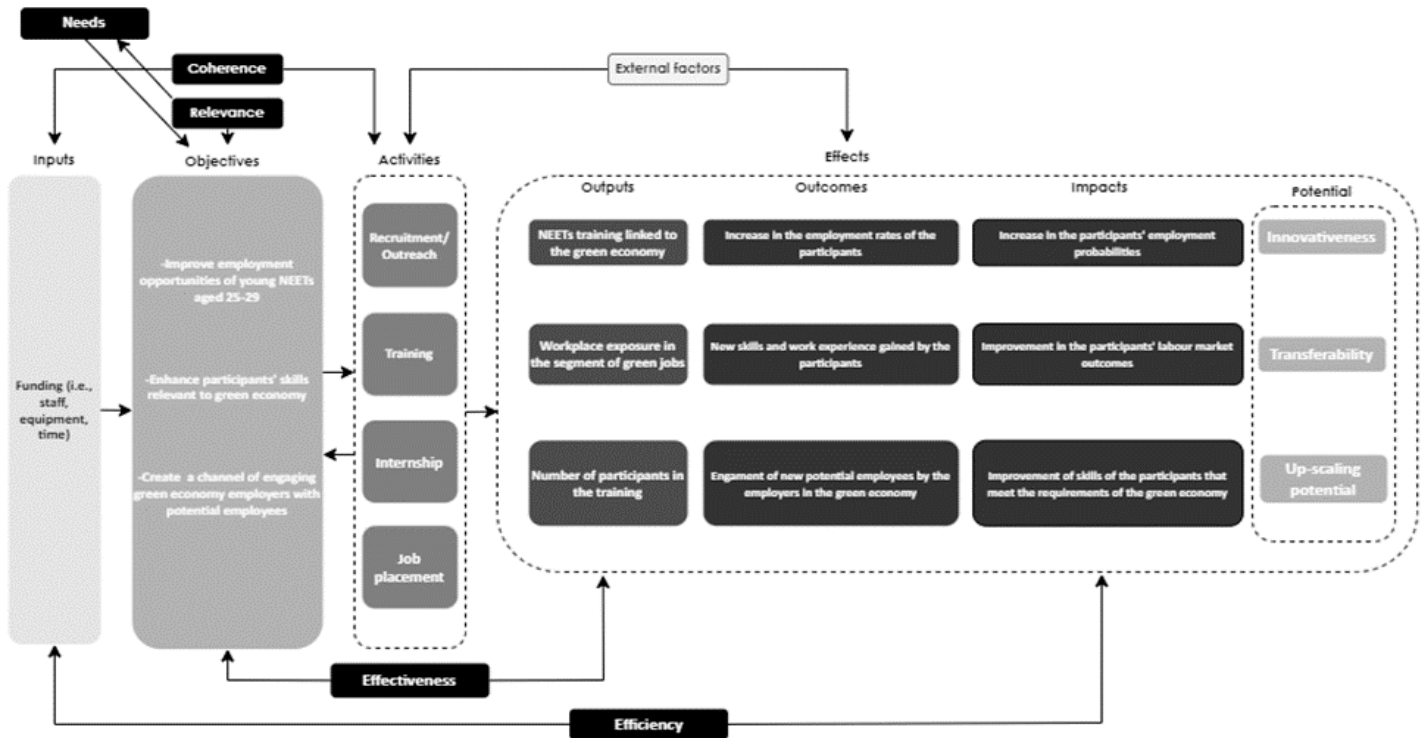 Needs
Coherence
External factors
Relevance
Inputs
Objectives
Activities
Effects
Outputs
Outcomes
Impacts
Potential
Funding (i.e.,
staff,
equipment,
time)
-Improve employment
opportunities of young NEETs
aged 25-29
-Enhance participants' skills
relevant to green economy
-Create a channel of engaging
green economy employers with
potential employees
Recruitment/
Outreach
Training
Internship
Job
placement
NEETs training linked to
the green economy
Increase in the employment rates of the
participants
Increase in the participants' employment
probabilities
Innovativeness
Workplace exposure in
the segment of green jobs
New skills and work experience gained by the
participants
Improvement in the participants' labour market
outcomes
Transferability
Number of participants in
the training
Engament of new potential employees by the
employers in the green economy
Improvement of skills of the participants that
meet the requirements of the green economy
Up-scaling
potential
Effectiveness
Efficiency